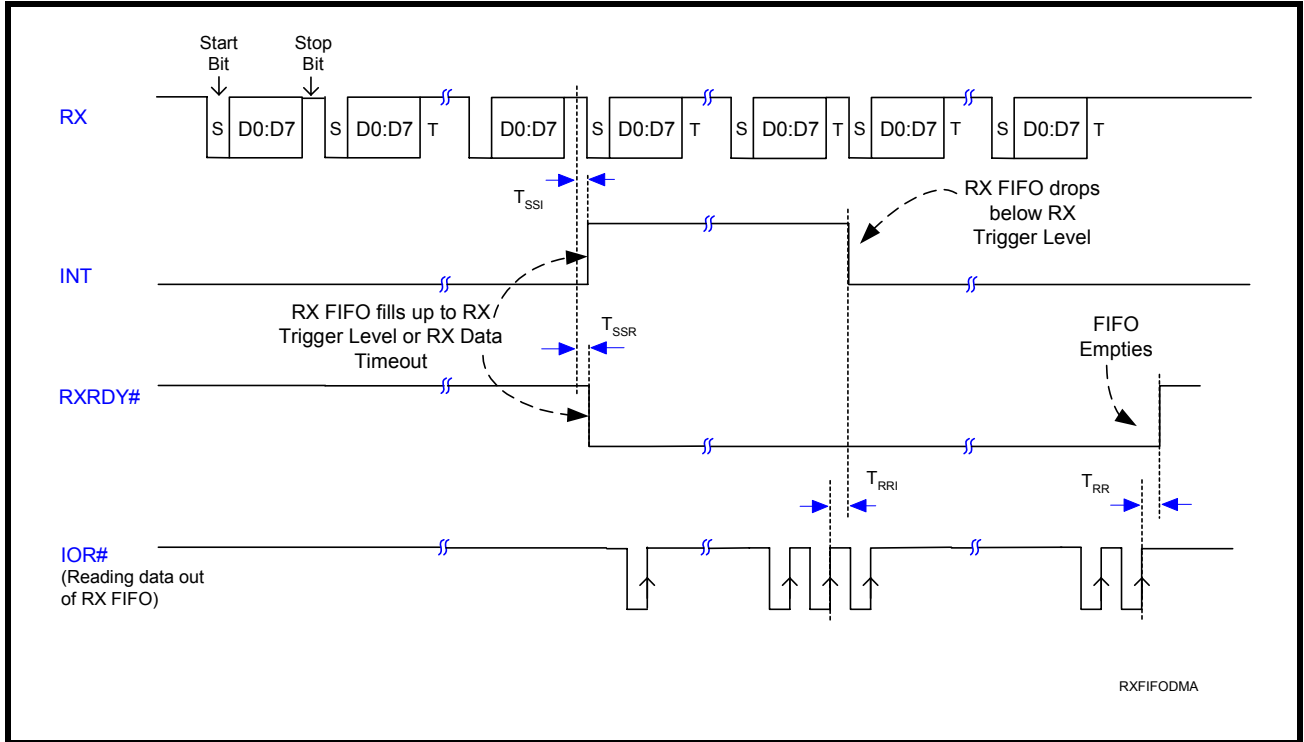 Start
Bit
Stop
Bit
RX
S D0:D7 S D0:D7 T D0:D7 S D0:D7 T S D0:D7 T S D0:D7 T S D0:D7 T
TSSI
RX FIFO drops
below RX
Trigger Level
INT
RX FIFO fills up to RX
Trigger Level or RX Data
Timeout
TSSR
FIFO
Empties
RXRDY#
TRRI
TRR
IOR#
(Reading data out
of RX FIFO)
RXFIFODMA